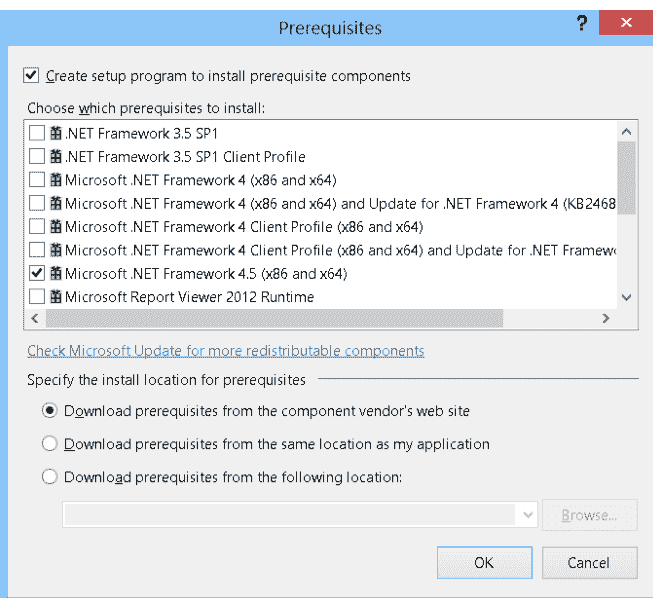 Prerequisites
?
Create setup program to install prerequisite components
Choose which prerequisites to install:
.NET Framework 3.5 SP1
.NET Framework 3.5 SP1 Client Profile
Microsoft .NET Framework 4 (x86 and x64)
Microsoft .NET Framework 4 (x86 and x64) and Update for .NET Framework 4 (KB2468
Microsoft .NET Framework 4 Client Profile (x86 and x64)
Microsoft .NET Framework 4 Client Profile (x86 and x64) and Update for .NET Framew
Microsoft .NET Framework 4.5 (x86 and x64)
Microsoft Report Viewer 2012 Runtime
Check Microsoft Update for more redistributable components
Specify the install location for prerequisites
Download prerequisites from the component vendor's web site
Download prerequisites from the same location as my application
Download prerequisites from the following location:
Browse...
OK Cancel